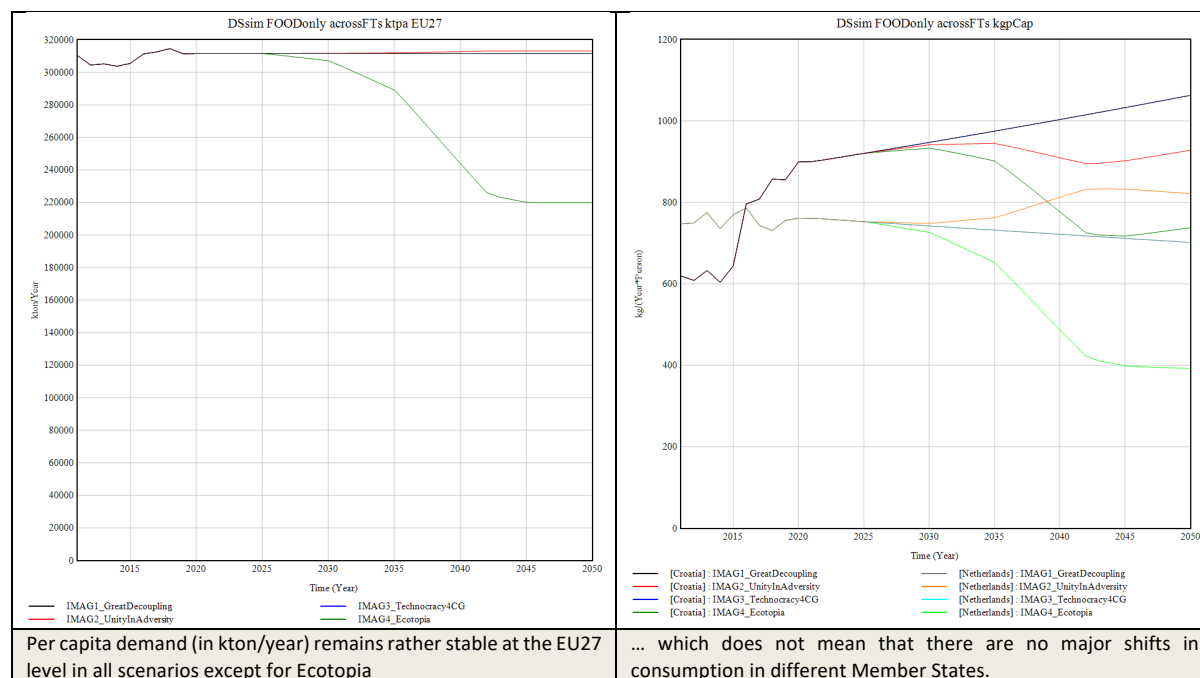 DSsim FOODonly acrossFTs ktpa EU27
320000
300000
280000
260000
240000
220000
200000
180000
160000
140000
120000
100000
80000
60000
40000
20000
0
kton/Year
2015 2020 2025 2030 2035 2040 2045 2050
Time (Year)
IMAG1_GreatDecoupling IMAG3_Technocracy4CG
IMAG2_UnityInAdversity IMAG4_Ecotopia
Per capita demand (in kton/year) remains rather stable at the EU27
level in all scenarios except for Ecotopia
DSsim FOODonly acrossFTs kgpCap
1200
1000
800
600
400
200
0
kg/(Year*Person)
2015 2020 2025 2030 2035 2040 2045 2050
Time (Year)
[Croatia] : IMAG1_GreatDecoupling [Netherlands] : IMAG1_GreatDecoupling
[Croatia] : IMAG2_UnityInAdversity [Netherlands] : IMAG2_UnityInAdversity
[Croatia] : IMAG3_Technocracy4CG [Netherlands] : IMAG3_Technocracy4CG
[Croatia] : IMAG4_Ecotopia [Netherlands] : IMAG4_Ecotopia
... which does not mean that there are no major shifts in
consumption in different Member States.